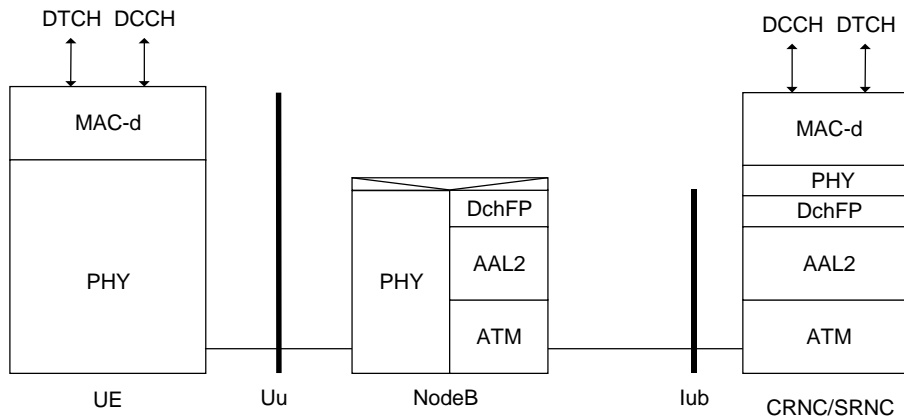 DTCH DCCH
DCCH DTCH
MAC-d
MAC-d
PHY
DchFP
DchFP
PHY
PHY
AAL2
AAL2
ATM
ATM
UE
Uu
NodeB
Iub
CRNC/SRNC